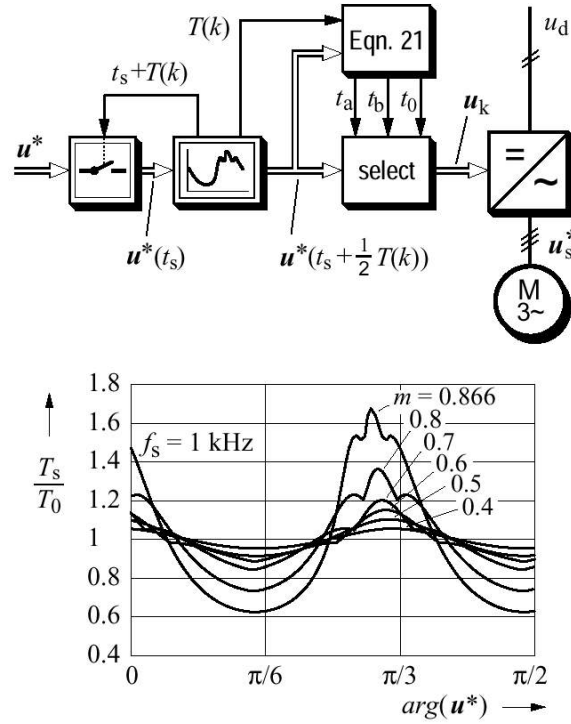 T(k)
Eqn. 21
u_d
t_s + T(k)
t_a t_b t_0
u_k
u*
select
=
~
u*(t_s)
u*(t_s + 1/2 T(k))
u_s*
M
3~
1.8
m = 0.866
1.6
0.8
f_s = 1 kHz
0.7
1.4
T_s/T_0
0.6
1.2
0.5
0.4
1
0.8
0.6
0.4
0 π/6 π/3 π/2
arg(u*)